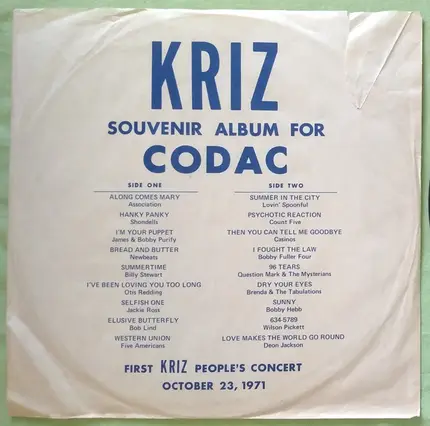 KRIZ
SOUVENIR ALBUM FOR
CODAC
SIDE ONE
ALONG COMES MARY
Association
HANKY PANKY
Shondells
I'M YOUR PUPPET
James & Bobby Purify
BREAD AND BUTTER
Newbeats
SUMMERTIME
Billy Stewart
I'VE BEEN LOVING YOU TOO LONG
Otis Redding
SELFISH ONE
Jackie Ross
ELUSIVE BUTTERFLY
Bob Lind
WESTERN UNION
Five Americans
SIDE TWO
SUMMER IN THE CITY
Lovin' Spoonful
PSYCHOTIC REACTION
Count Five
THEN YOU CAN TELL ME GOODBYE
Casinos
I FOUGHT THE LAW
Bobby Fuller Four
96 TEARS
Question Mark & The Mysterians
DRY YOUR EYES
Brenda & The Tabulations
SUNNY
Bobby Hebb
634-5789
Wilson Pickett
LOVE MAKES THE WORLD GO ROUND
Deon Jackson
FIRST KRIZ PEOPLE'S CONCERT
OCTOBER 23, 1971